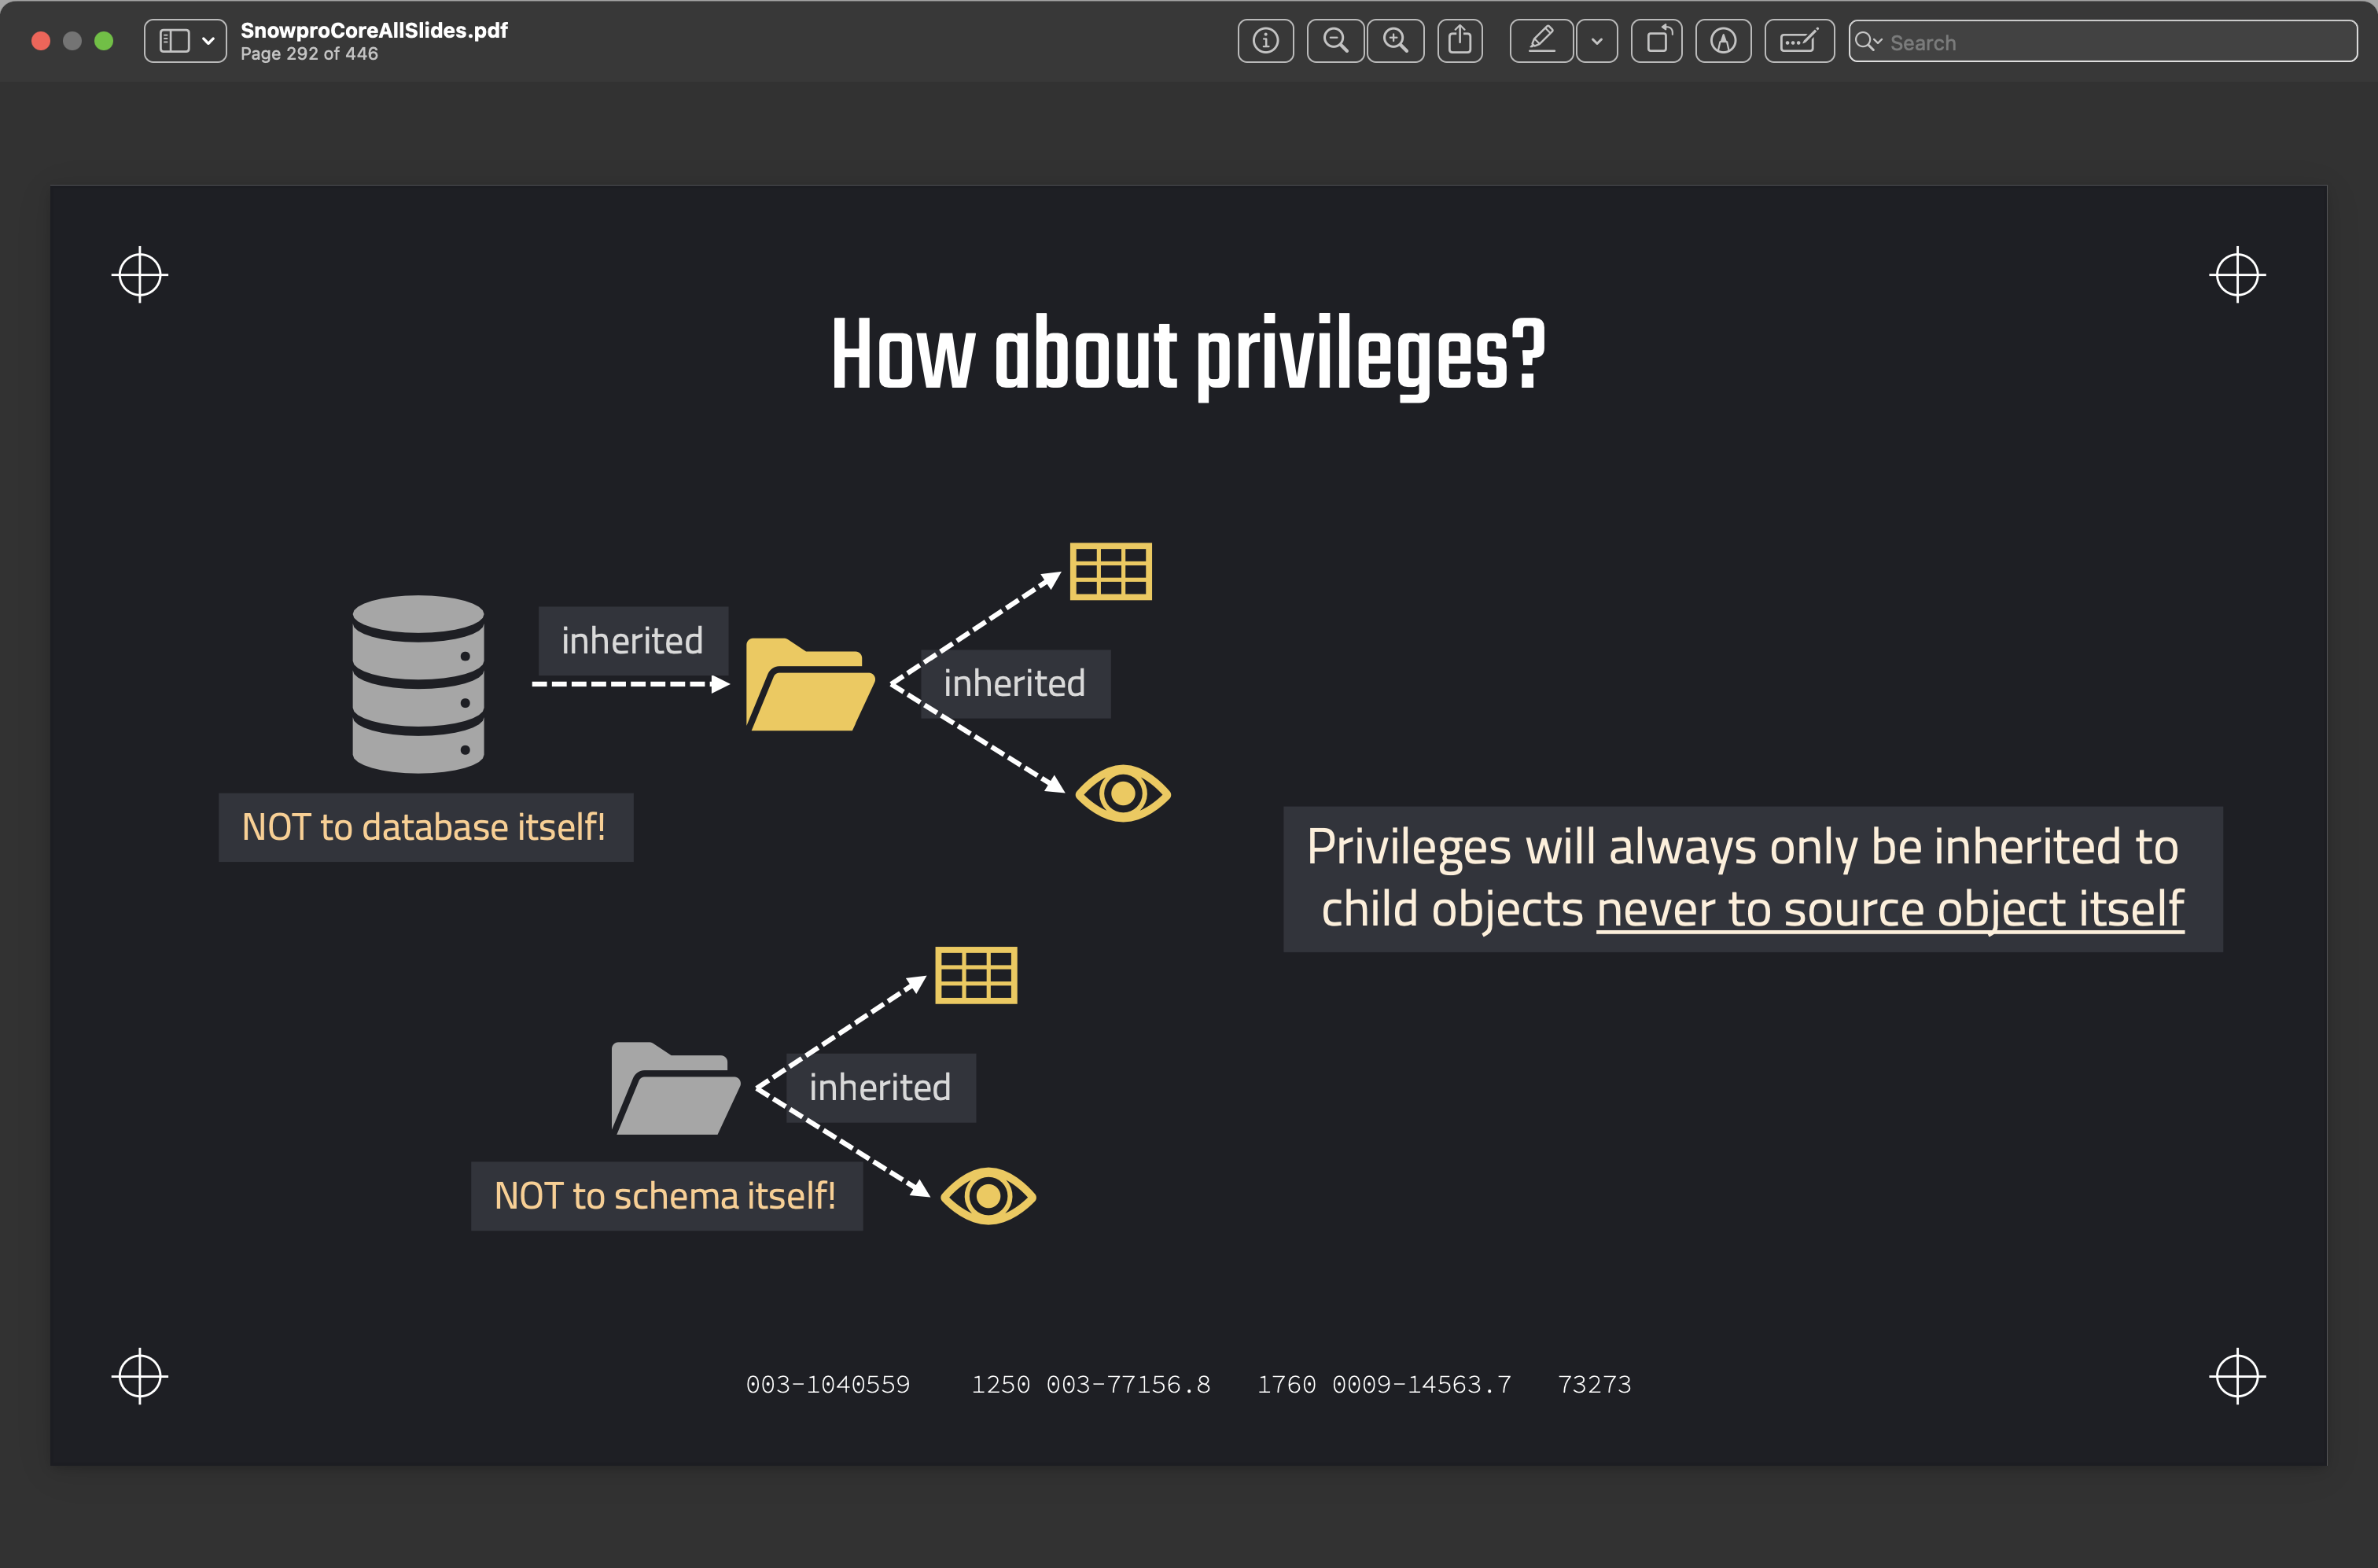 SnowproCoreAllSlides.pdf
Page 292 of 446
Search
How about privileges?
inherited
inherited
NOT to database itself!
Privileges will always only be inherited to
child objects never to source object itself
inherited
NOT to schema itself!
003-1040559 1250 003-77156.8 1760 0009-14563.7 73273